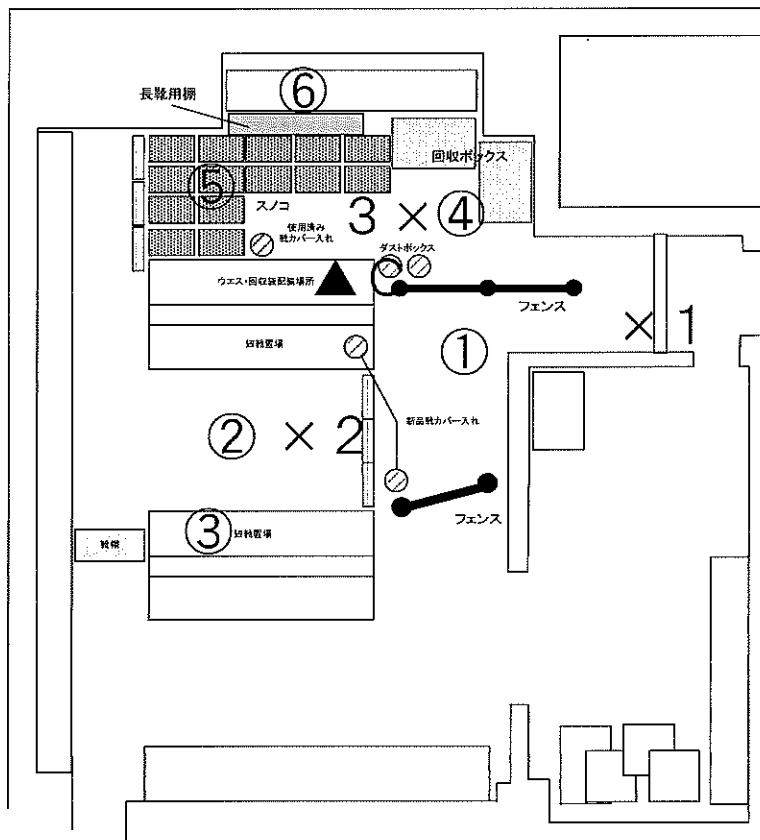 ⑥
長靴用棚
回収ボックス
⑤
スノコ
3 × ④
使用済み
靴カバー入れ
ダストボックス
ウエス・回収装配備場所
フェンス
× 1
①
短靴置場
② × 2
新品靴カバー入れ
③
短靴置場
フェンス
靴棚